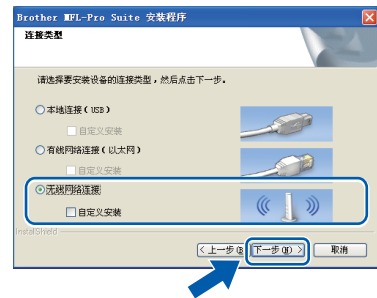 Brother MFL-Pro Suite 安装程序
连接类型
请选择要安装设备的连接类型，然后点击下一步。
本地连接(USB)
自定义安装
有线网络连接(以太网)
自定义安装
无线网络连接
自定义安装
InstallShield
<上一步(B) 下一步(N)> 取消